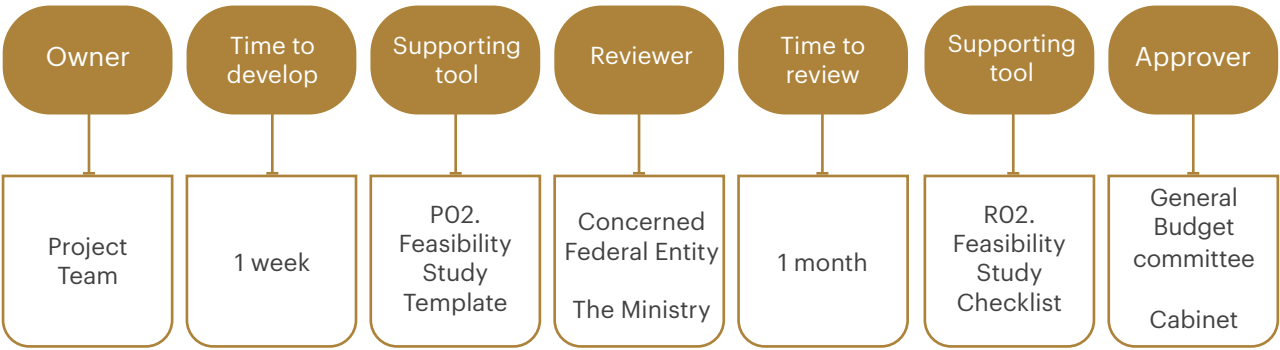 Owner
Time to
develop
Supporting
tool
Reviewer
Time to
review
Supporting
tool
Approver
Project
Team
1 week
P02.
Feasibility
Study
Template
Concerned
Federal Entity
The Ministry
1 month
R02.
Feasibility
Study
Checklist
General
Budget
committee
Cabinet